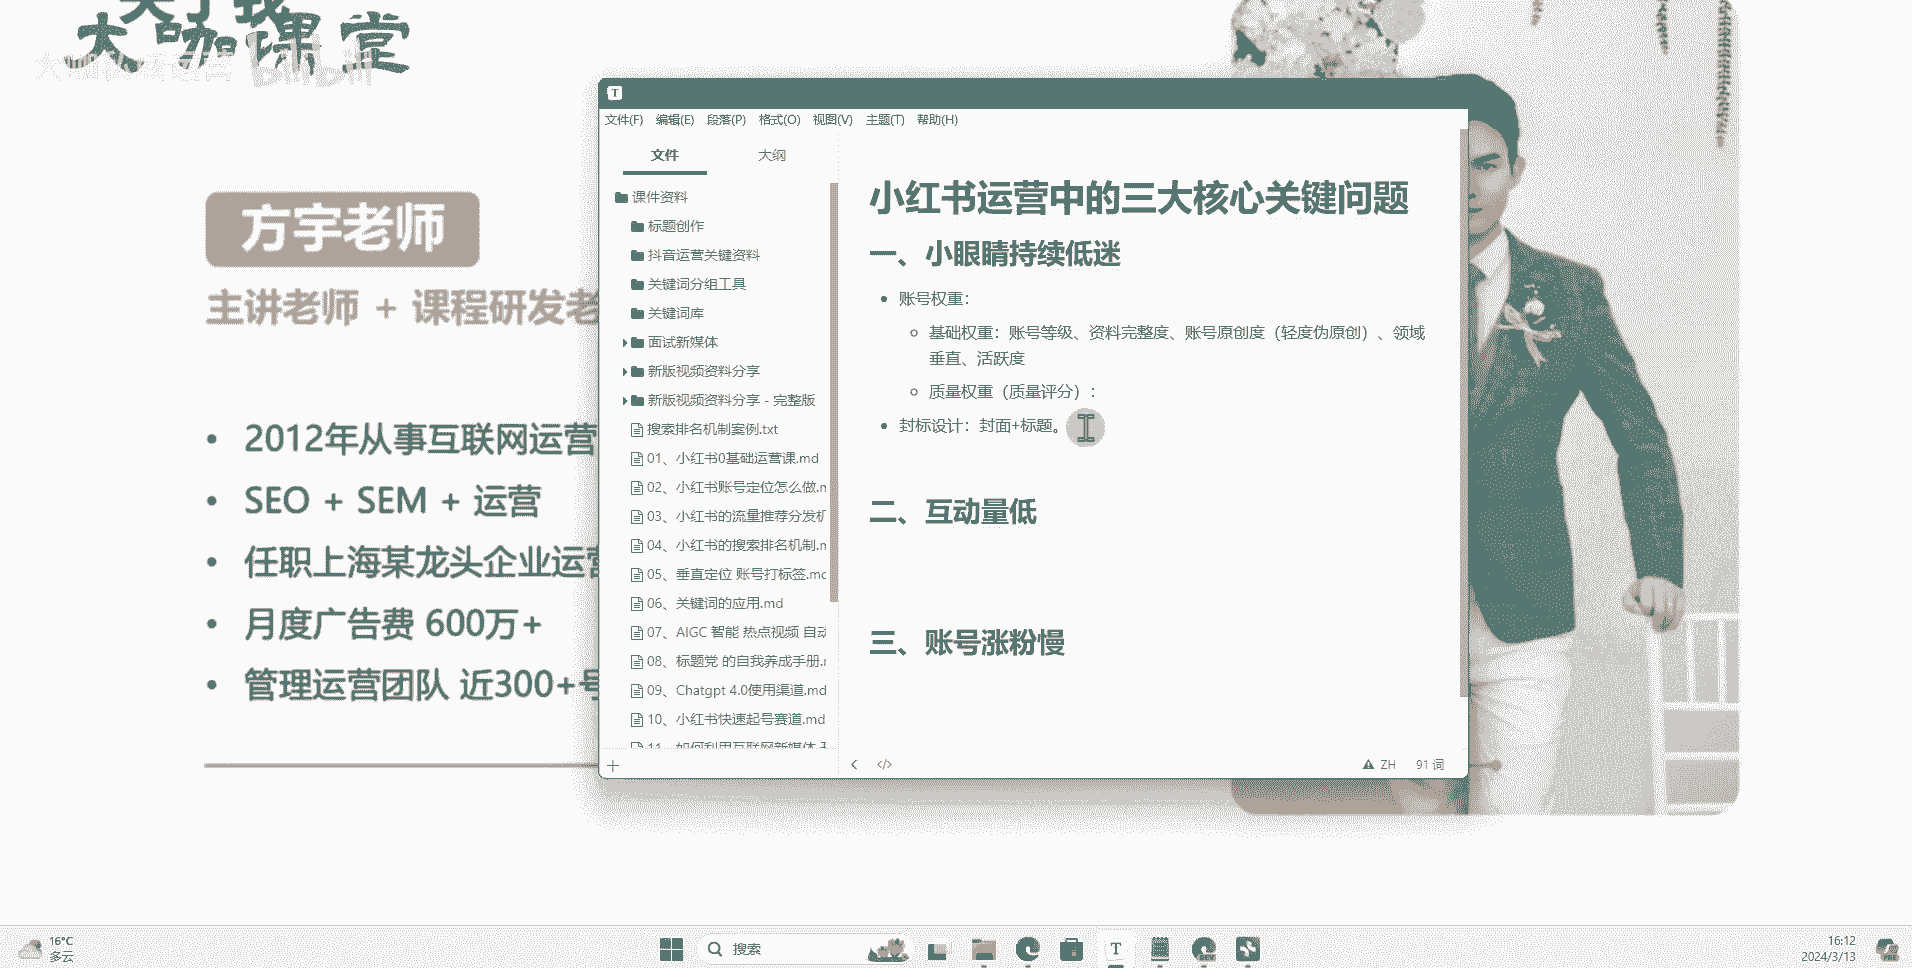 大咖课堂
bilibili
方宇老师
主讲老师 + 课程研发老
2012年从事互联网运营
SEO + SEM + 运营
任职上海某龙头企业运营
月度广告费 600万+
管理运营团队 近300+号
T
文件(F) 编辑(E) 段落(P) 格式(O) 视图(V) 主题(T) 帮助(H)
文件 大纲
课件资料
标题创作
抖音运营关键资料
关键词分组工具
关键词库
面试新媒体
新版视频资料分享
新版视频资料分享 - 完整版
搜索排名机制案例.txt
01、小红书0基础运营课.md
02、小红书账号定位怎么做.m
03、小红书的流量推荐分发机
04、小红书的搜索排名机制.m
05、垂直定位 账号打标签.md
06、关键词的应用.md
07、AIGC 智能 热点视频 自动
08、标题党 的自我养成手册.m
09、Chatgpt 4.0使用渠道.md
10、小红书快速起号赛道.md
11、如何利用互联网新媒体
小红书运营中的三大核心关键问题
一、小眼睛持续低迷
账号权重：
基础权重：账号等级、资料完整度、账号原创度（轻度伪原创）、领域
垂直、活跃度
质量权重（质量评分）：
封标设计：封面+标题。
二、互动量低
三、账号涨粉慢
ZH 91 词
16°C
多云
搜索
T
DEV
16:12
2024/3/13
PRE